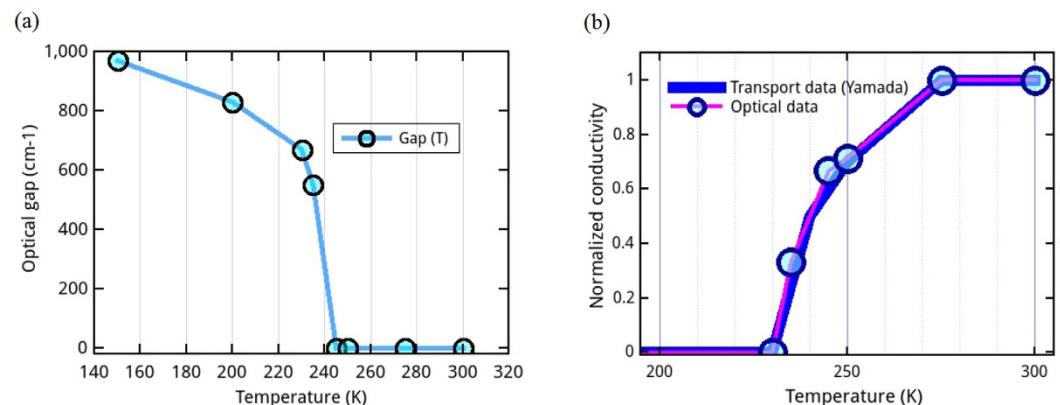 (a)
1,000
800
600
400
200
0
Optical gap (cm-1)
Gap (T)
140 160 180 200 220 240 260 280 300 320
Temperature (K)
(b)
1
0.8
0.6
0.4
0.2
0
Normalized conductivity
Transport data (Yamada)
Optical data
200 250 300
Temperature (K)